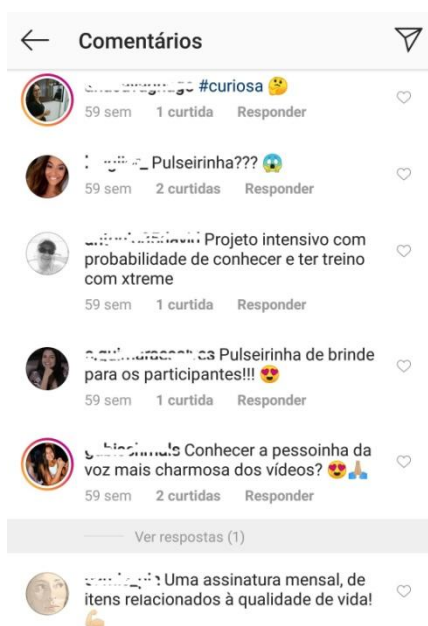 Comentários
#curiosa 🤔
59 sem 1 curtida Responder
Pulseirinha??? 😱
59 sem 2 curtidas Responder
Projeto intensivo com
probabilidade de conhecer e ter treino
com xtreme
59 sem 1 curtida Responder
Pulseirinha de brinde
para os participantes!!! 😍
59 sem 1 curtida Responder
Conhecer a pessoinha da
voz mais charmosa dos vídeos? 😍🙏🏼
59 sem 2 curtidas Responder
Ver respostas (1)
Uma assinatura mensal, de
itens relacionados à qualidade de vida!
💪🏼